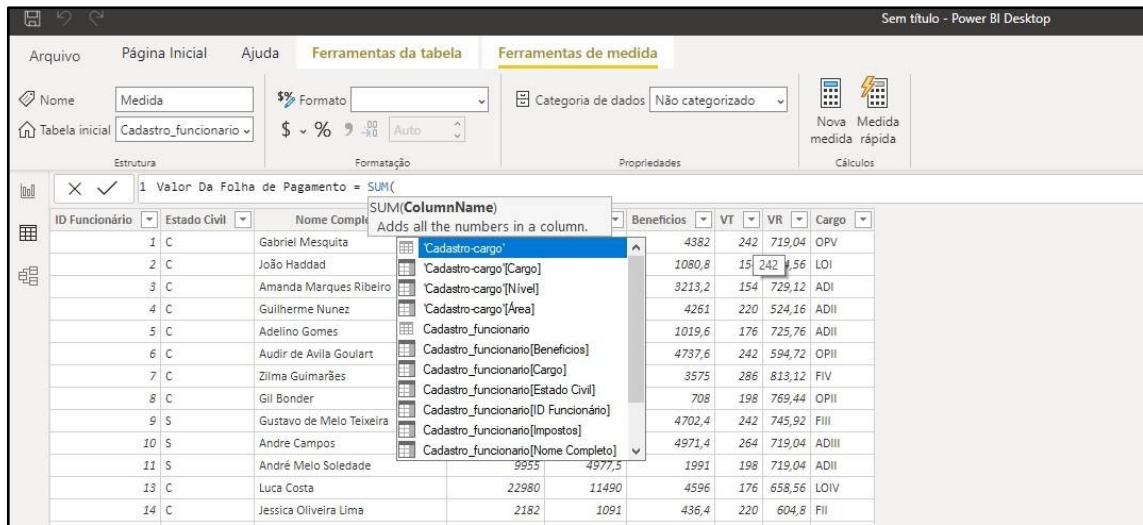 Sem título - Power BI Desktop
Arquivo Página Inicial Ajuda Ferramentas da tabela Ferramentas de medida
Nome Medida $% Formato Categoria de dados Não categorizado
Tabela inicial Cadastro_funcionario $ % 9 .00 Auto
Nova medida Medida rápida
Estrutura Formatação Propriedades Cálculos
1 Valor Da Folha de Pagamento = SUM(
SUM(ColumnName)
Adds all the numbers in a column.
ID Funcionário Estado Civil Nome Comple Beneficios VT VR Cargo
'Cadastro-cargo'
'Cadastro-cargo'[Cargo]
'Cadastro-cargo'[Nível]
'Cadastro-cargo'[Área]
Cadastro_funcionario
Cadastro_funcionario[Beneficios]
Cadastro_funcionario[Cargo]
Cadastro_funcionario[Estado Civil]
Cadastro_funcionario[ID Funcionário]
Cadastro_funcionario[Impostos]
Cadastro_funcionario[Nome Completo]
1 C Gabriel Mesquita 4382 242 719,04 OPV
2 C João Haddad 1080,8 15 242 ,56 LOI
3 C Amanda Marques Ribeiro 3213,2 154 729,12 ADI
4 C Guilherme Nunez 4261 220 524,16 ADII
5 C Adelino Gomes 1019,6 176 725,76 ADII
6 C Audir de Avila Goulart 4737,6 242 594,72 OPII
7 C Zilma Guimarães 3575 286 813,12 FIV
8 C Gil Bonder 708 198 769,44 OPII
9 S Gustavo de Melo Teixeira 4702,4 242 745,92 FIII
10 S Andre Campos 4971,4 264 719,04 ADIII
11 S André Melo Soledade 9955 4977,5 1991 198 719,04 ADII
13 C Luca Costa 22980 11490 4596 176 658,56 LOIV
14 C Jessica Oliveira Lima 2182 1091 436,4 220 604,8 FII